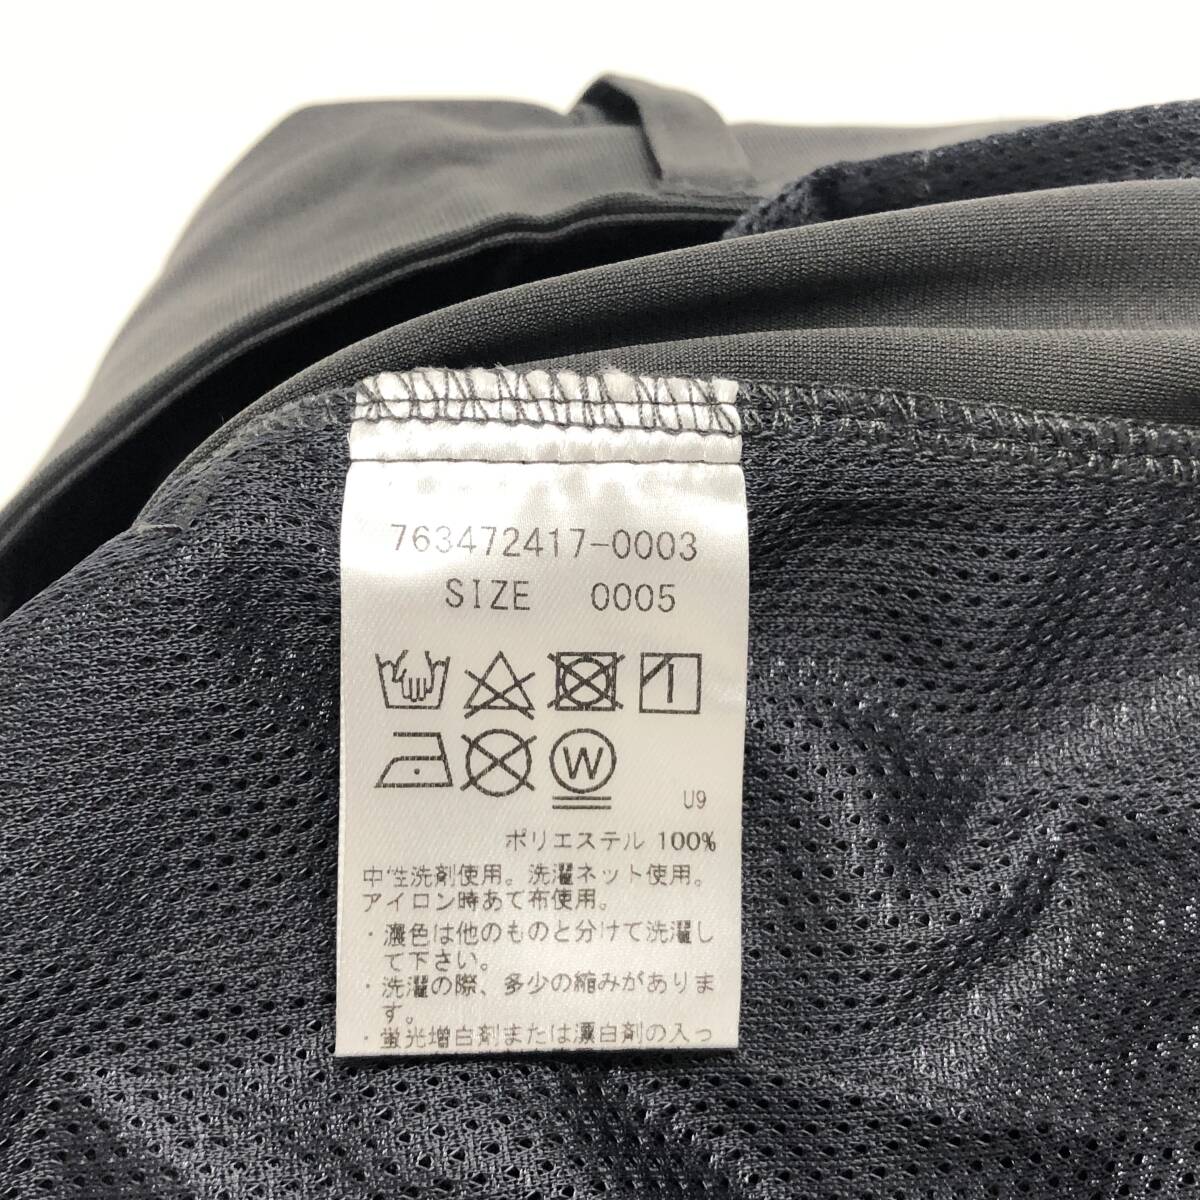 763472417-0003
SIZE 0005
W
U9
ポリエステル 100%
中性洗剤使用。洗濯ネット使用。
アイロン時あて布使用。
・濃色は他のものと分けて洗濯し
て下さい。
・洗濯の際、多少の縮みがありま
す。
・蛍光増白剤または漂白剤の入っ